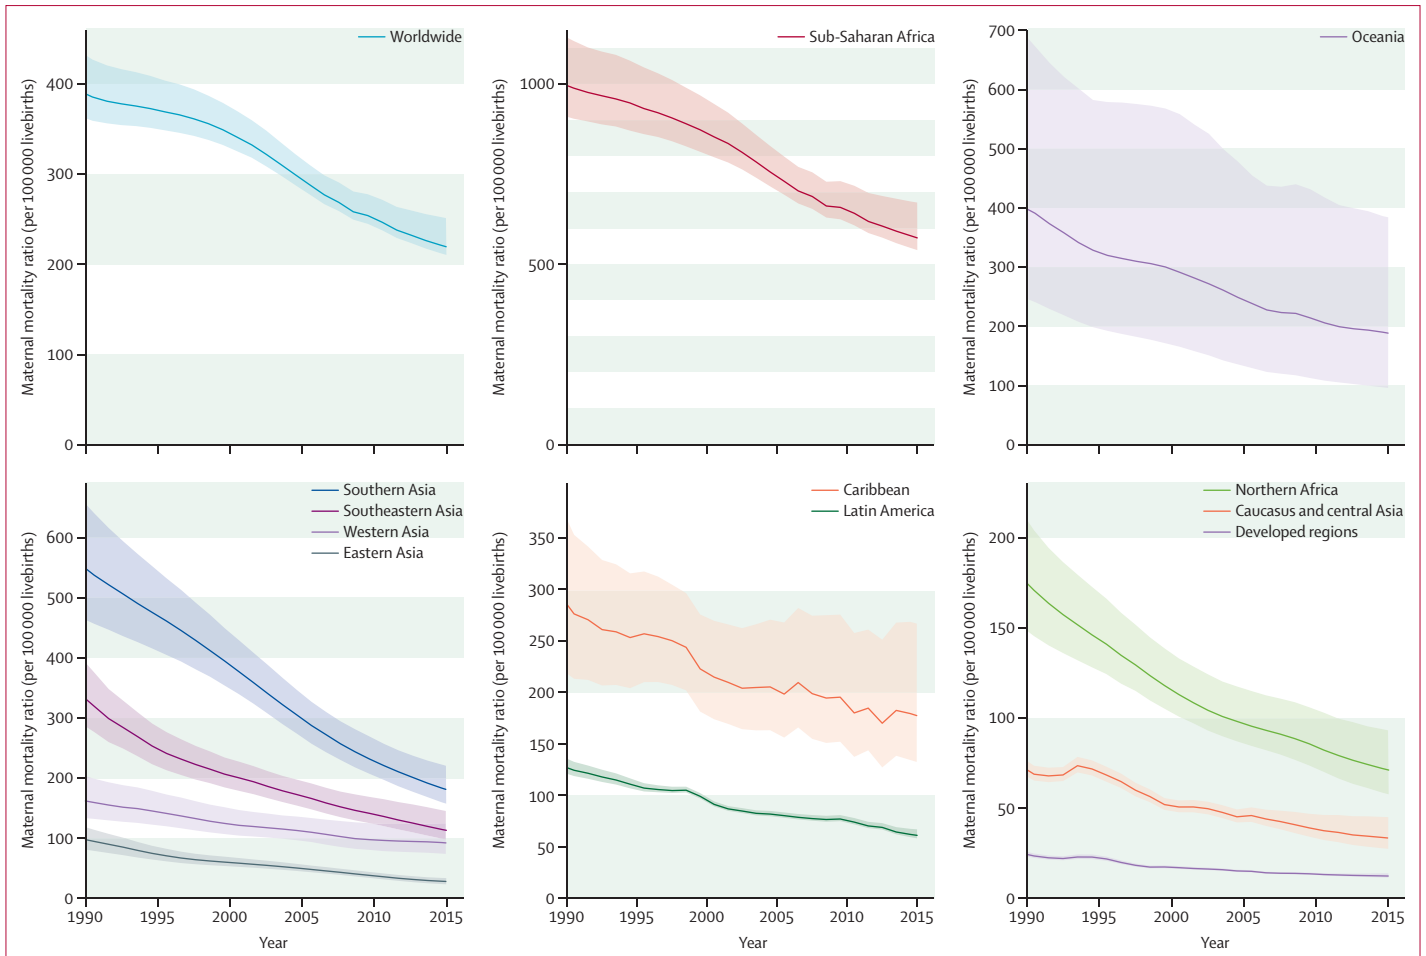 Worldwide
Maternal mortality ratio (per 100 000 livebirths)
400
300
200
100
0
Sub-Saharan Africa
Maternal mortality ratio (per 100 000 livebirths)
1000
500
0
Oceania
Maternal mortality ratio (per 100 000 livebirths)
700
600
500
400
300
200
100
0
Southern Asia
Southeastern Asia
Western Asia
Eastern Asia
Maternal mortality ratio (per 100 000 livebirths)
600
500
400
300
200
100
0
1990 1995 2000 2005 2010 2015
Year
Caribbean
Latin America
Maternal mortality ratio (per 100 000 livebirths)
350
300
250
200
150
100
50
0
1990 1995 2000 2005 2010 2015
Year
Northern Africa
Caucasus and central Asia
Developed regions
Maternal mortality ratio (per 100 000 livebirths)
200
150
100
50
0
1990 1995 2000 2005 2010 2015
Year